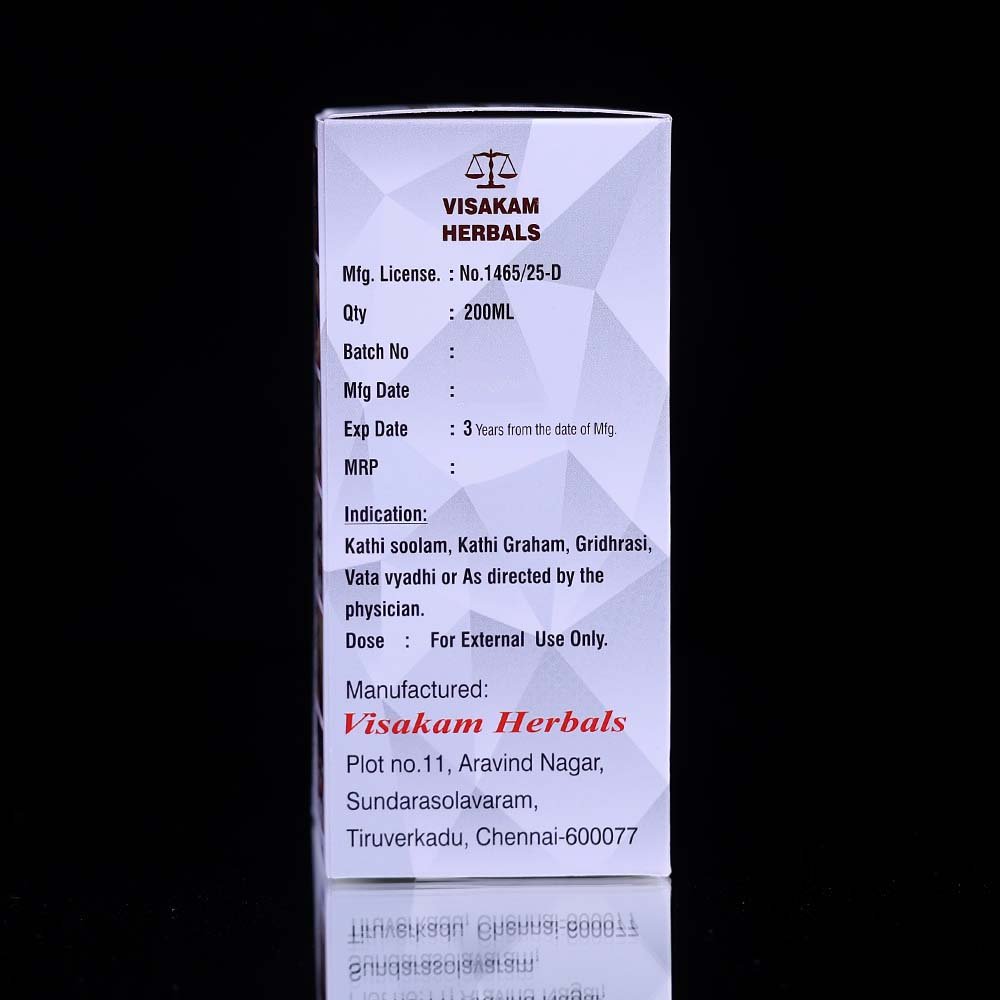 VISAKAM
HERBALS
Mfg. License. : No.1465/25-D
Qty : 200ML
Batch No :
Mfg Date :
Exp Date : 3 Years from the date of Mfg.
MRP :
Indication:
Kathi soolam, Kathi Graham, Gridhrasi,
Vata vyadhi or As directed by the
physician.
Dose : For External Use Only.
Manufactured:
Visakam Herbals
Plot no.11, Aravind Nagar,
Sundarasolavaram,
Tiruverkadu, Chennai-600077